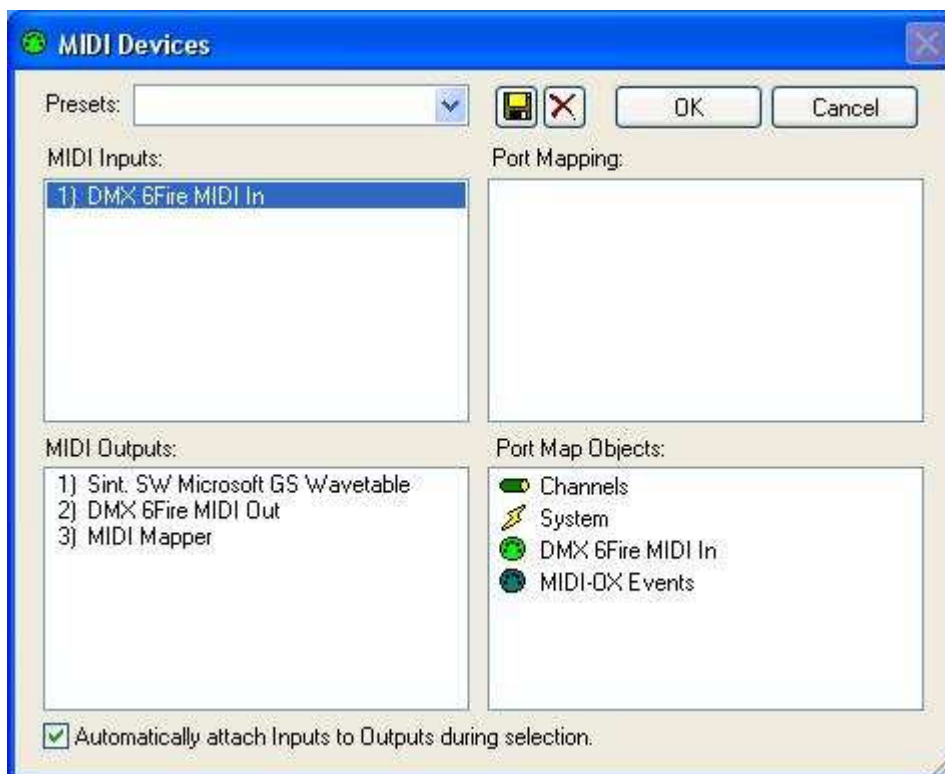 MIDI Devices
Presets:
OK
Cancel
MIDI Inputs:
1) DMX 6Fire MIDI In
Port Mapping:
MIDI Outputs:
1) Sint. SW Microsoft GS Wavetable
2) DMX 6Fire MIDI Out
3) MIDI Mapper
Port Map Objects:
Channels
System
DMX 6Fire MIDI In
MIDI-OX Events
Automatically attach Inputs to Outputs during selection.